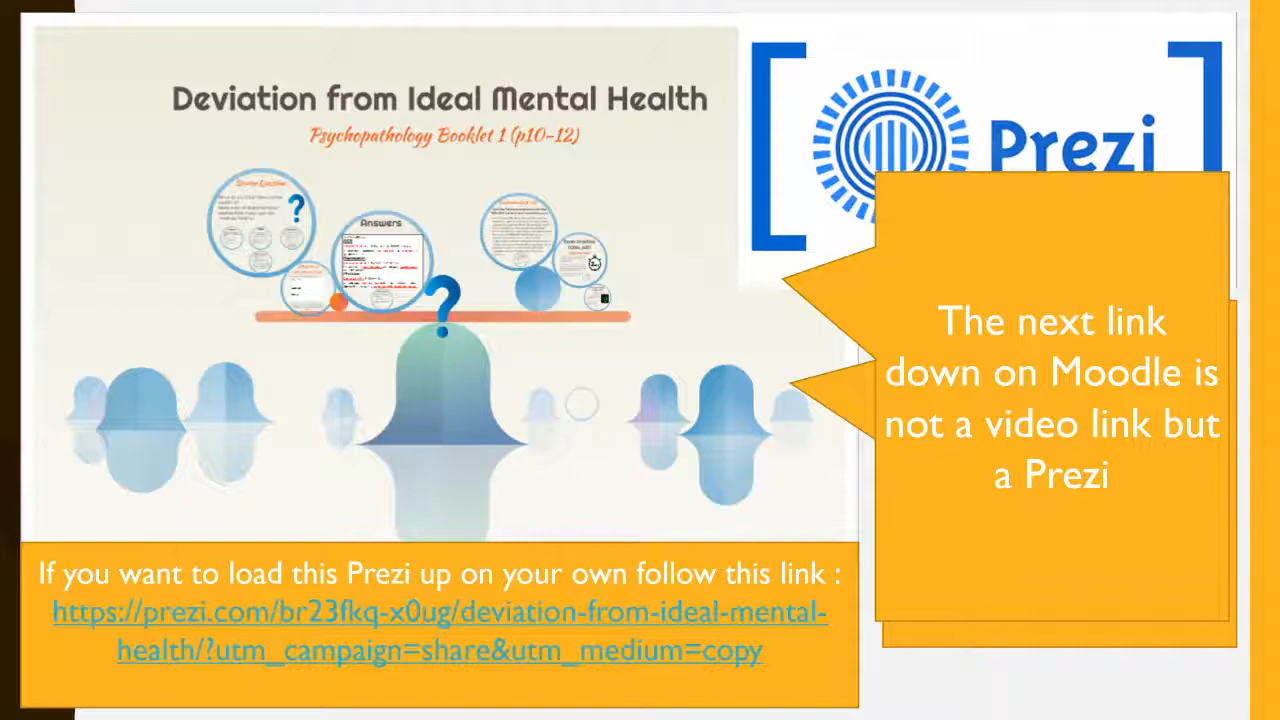 Deviation from Ideal Mental Health
Psychopathology Booklet 1 (p10-12)
Prezi
Answers
?
The next link
down on Moodle is
not a video link but
a Prezi
If you want to load this Prezi up on your own follow this link :
https://prezi.com/br23fkq-x0ug/deviation-from-ideal-mental-
health/?utm_campaign=share&utm_medium=copy